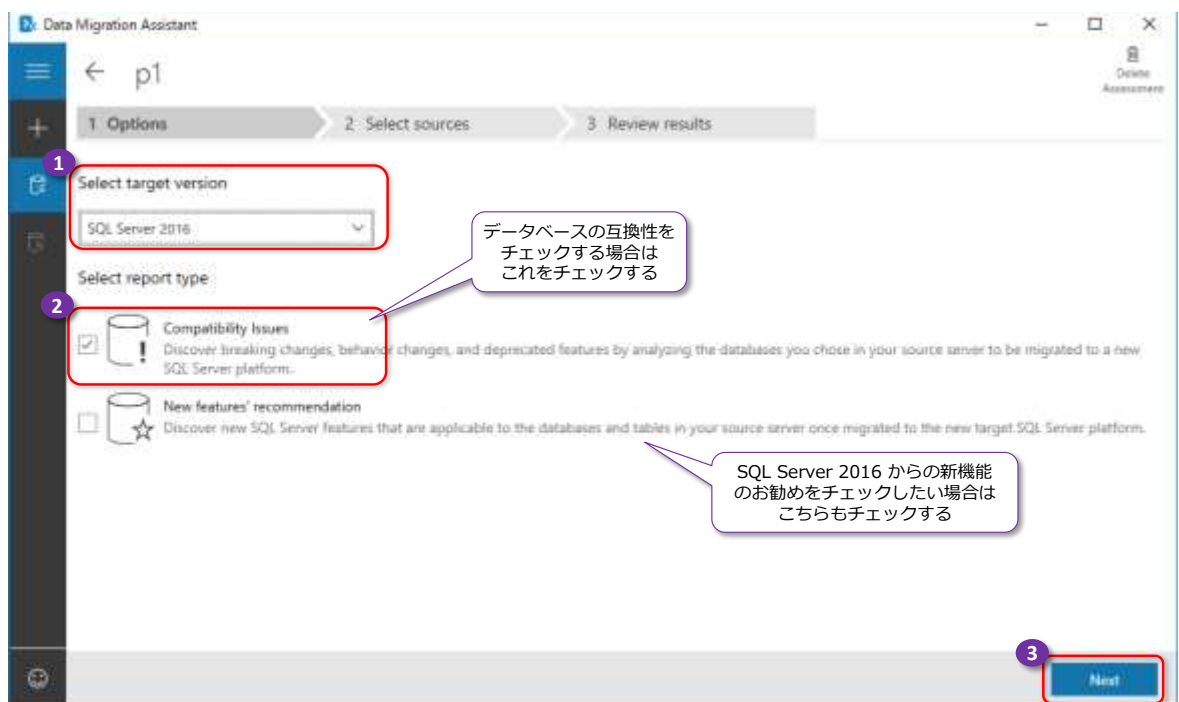 Data Migration Assistant
p1
Delete
Assessment
1 Options
2 Select sources
3 Review results
1
Select target version
SQL Server 2016
データベースの互換性を
チェックする場合は
これをチェックする
Select report type
2
Compatibility Issues
Discover breaking changes, behavior changes, and deprecated features by analyzing the databases you chose in your source server to be migrated to a new
SQL Server platform.
New features' recommendation
Discover new SQL Server features that are applicable to the databases and tables in your source server once migrated to the new target SQL Server platform.
SQL Server 2016 からの新機能
のお勧めをチェックしたい場合は
こちらもチェックする
3
Next